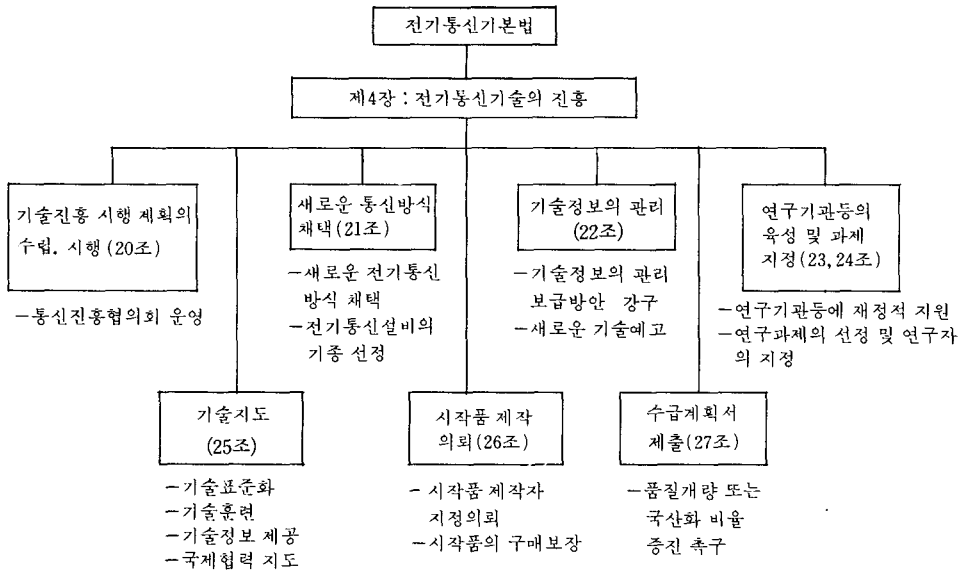 전기통신기본법
제4장 : 전기통신기술의 진흥
기술진흥 시행 계획의
수립. 시행 (20조)
―통신진흥협의회 운영
새로운 통신방식
채택(21조)
―새로운 전기통신
방식 채택
―전기통신설비의
기종 선정
기술정보의 관리
(22조)
―기술정보의 관리
보급방안 강구
―새로운 기술예고
연구기관등의
육성 및 과제
지정(23, 24조)
―연구기관등에 재정적 지원
―연구과제의 선정 및 연구자
의 지정
기술지도
(25조)
―기술표준화
―기술훈련
―기술정보 제공
―국제협력 지도
시작품 제작
의뢰(26조)
― 시작품 제작자
지정의뢰
―시작품의 구매보장
수급계획서
제출(27조)
―품질개량 또는
국산화 비율
증진 촉구